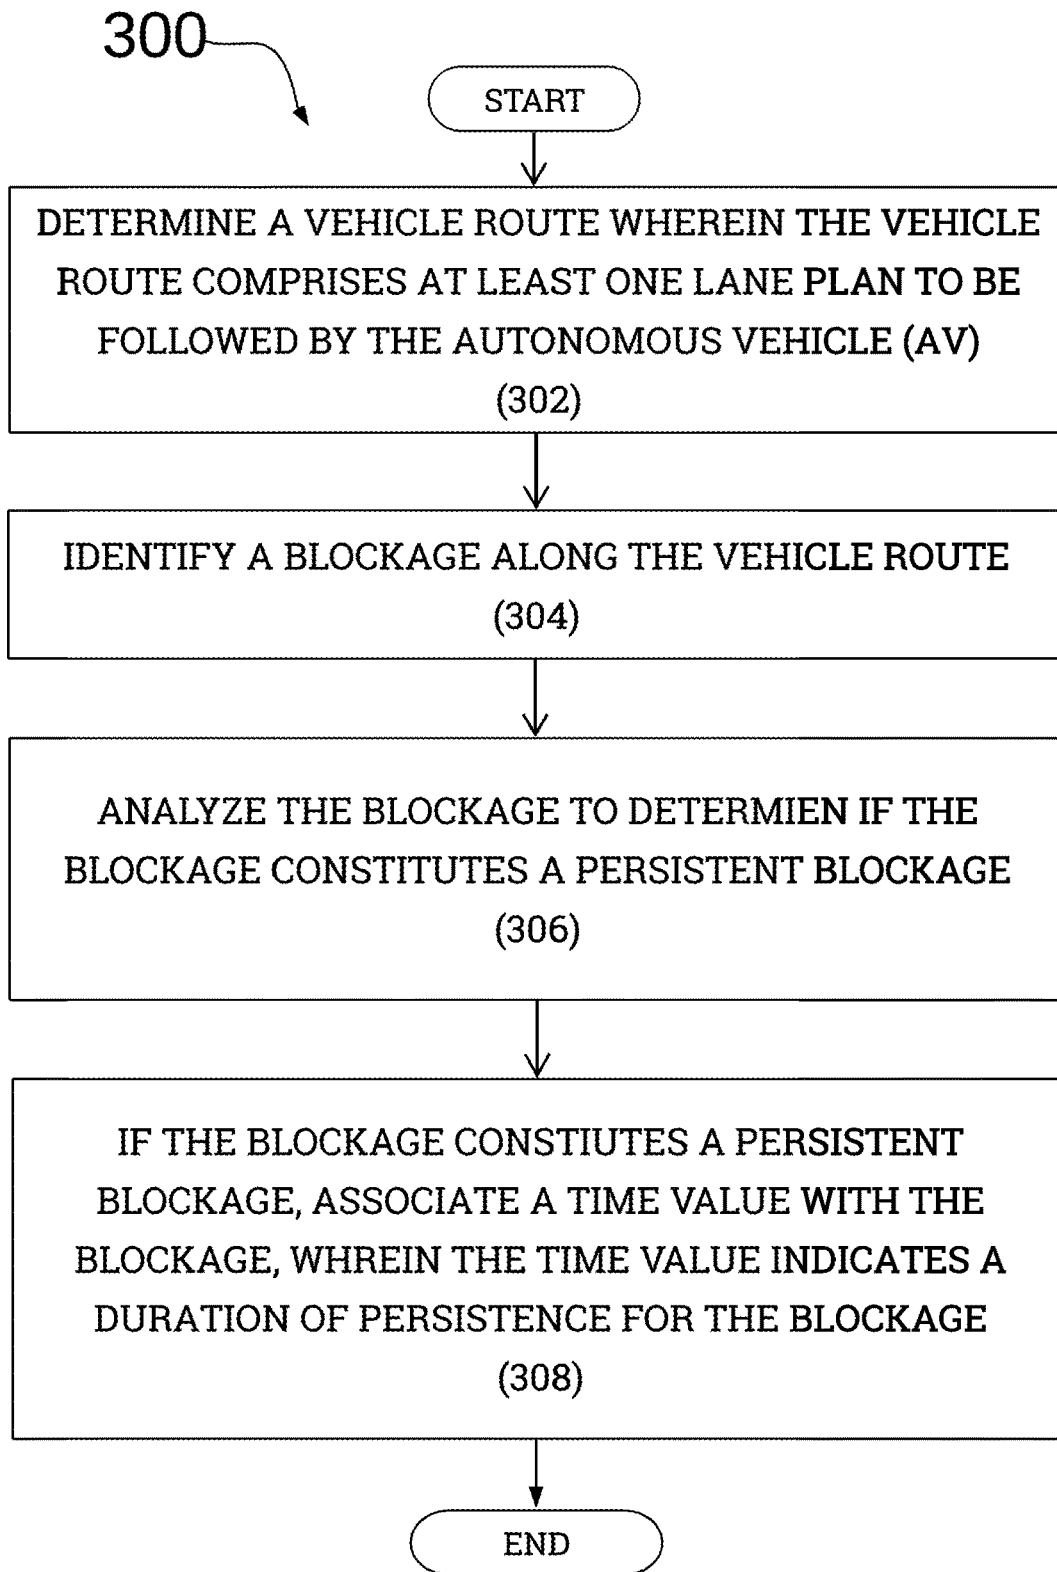 300
START
DETERMINE A VEHICLE ROUTE WHEREIN THE VEHICLE
ROUTE COMPRISES AT LEAST ONE LANE PLAN TO BE
FOLLOWED BY THE AUTONOMOUS VEHICLE (AV)
(302)
IDENTIFY A BLOCKAGE ALONG THE VEHICLE ROUTE
(304)
ANALYZE THE BLOCKAGE TO DETERMIEN IF THE
BLOCKAGE CONSTITUTES A PERSISTENT BLOCKAGE
(306)
IF THE BLOCKAGE CONSTIUTES A PERSISTENT
BLOCKAGE, ASSOCIATE A TIME VALUE WITH THE
BLOCKAGE, WHREIN THE TIME VALUE INDICATES A
DURATION OF PERSISTENCE FOR THE BLOCKAGE
(308)
END